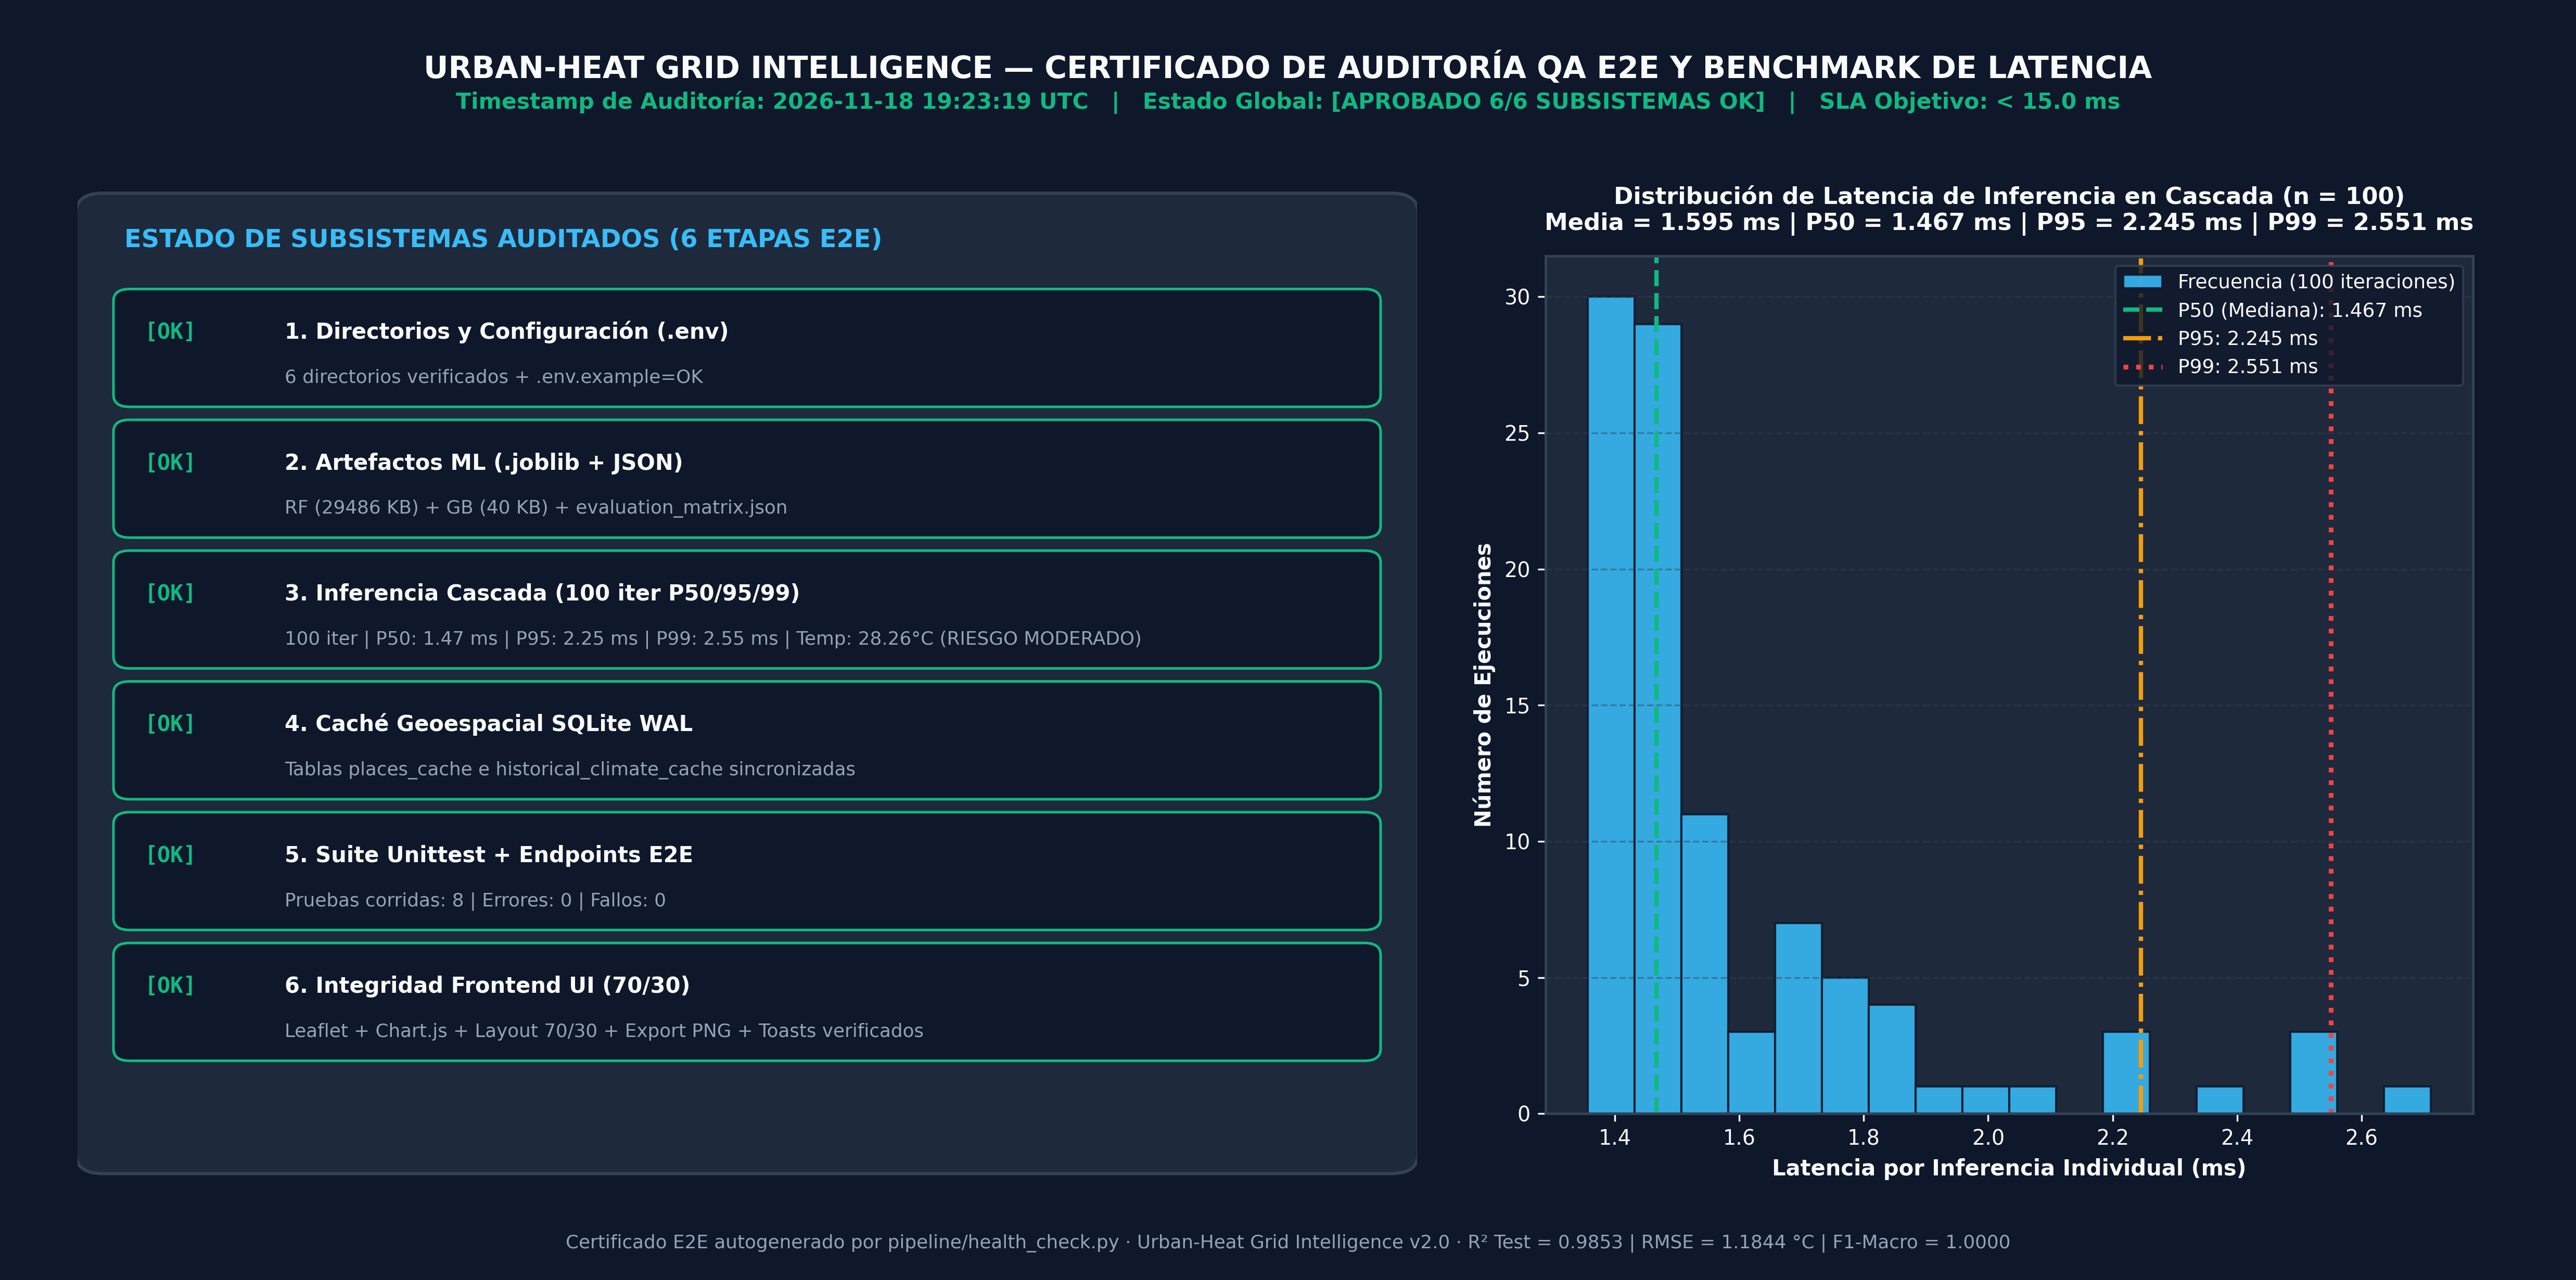 URBAN-HEAT GRID INTELLIGENCE — CERTIFICADO DE AUDITORÍA QA E2E Y BENCHMARK DE LATENCIA
Timestamp de Auditoría: 2026-11-18 19:23:19 UTC | Estado Global: [APROBADO 6/6 SUBSISTEMAS OK] | SLA Objetivo: < 15.0 ms
ESTADO DE SUBSISTEMAS AUDITADOS (6 ETAPAS E2E)
[OK] 1. Directorios y Configuración (.env)
6 directorios verificados + .env.example=OK
[OK] 2. Artefactos ML (.joblib + JSON)
RF (29486 KB) + GB (40 KB) + evaluation_matrix.json
[OK] 3. Inferencia Cascada (100 iter P50/95/99)
100 iter | P50: 1.47 ms | P95: 2.25 ms | P99: 2.55 ms | Temp: 28.26°C (RIESGO MODERADO)
[OK] 4. Caché Geoespacial SQLite WAL
Tablas places_cache e historical_climate_cache sincronizadas
[OK] 5. Suite Unittest + Endpoints E2E
Pruebas corridas: 8 | Errores: 0 | Fallos: 0
[OK] 6. Integridad Frontend UI (70/30)
Leaflet + Chart.js + Layout 70/30 + Export PNG + Toasts verificados
Distribución de Latencia de Inferencia en Cascada (n = 100)
Media = 1.595 ms | P50 = 1.467 ms | P95 = 2.245 ms | P99 = 2.551 ms
Frecuencia (100 iteraciones)
P50 (Mediana): 1.467 ms
P95: 2.245 ms
P99: 2.551 ms
Número de Ejecuciones
30
25
20
15
10
5
0
1.4 1.6 1.8 2.0 2.2 2.4 2.6
Latencia por Inferencia Individual (ms)
Certificado E2E autogenerado por pipeline/health_check.py · Urban-Heat Grid Intelligence v2.0 · R² Test = 0.9853 | RMSE = 1.1844 °C | F1-Macro = 1.0000